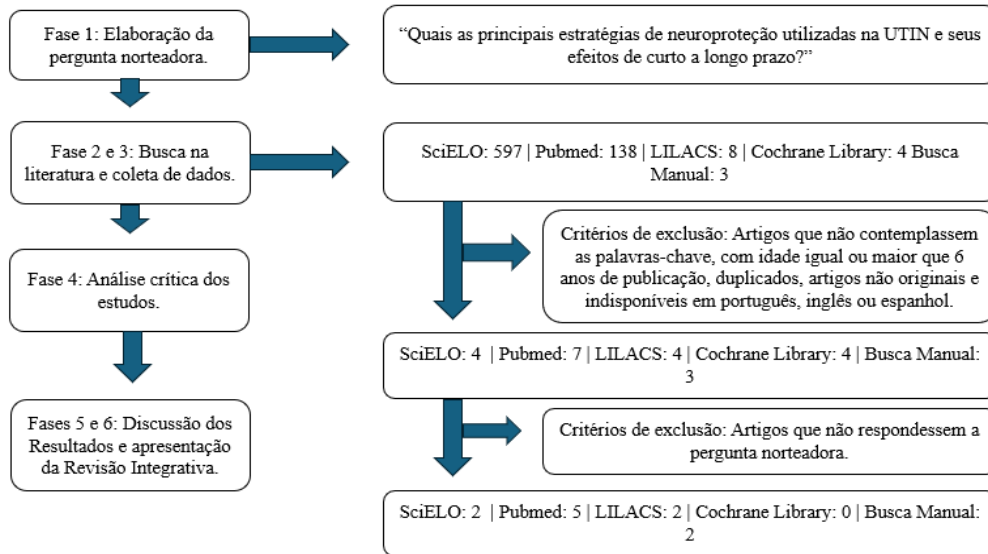 Fase 1: Elaboração da
pergunta norteadora.
“Quais as principais estratégias de neuroproteção utilizadas na UTIN e seus
efeitos de curto a longo prazo?”
Fase 2 e 3: Busca na
literatura e coleta de dados.
SciELO: 597 | Pubmed: 138 | LILACS: 8 | Cochrane Library: 4 Busca
Manual: 3
Critérios de exclusão: Artigos que não contemplassem
as palavras-chave, com idade igual ou maior que 6
anos de publicação, duplicados, artigos não originais e
indisponíveis em português, inglês ou espanhol.
Fase 4: Análise crítica dos
estudos.
SciELO: 4 | Pubmed: 7 | LILACS: 4 | Cochrane Library: 4 | Busca Manual:
3
Fases 5 e 6: Discussão dos
Resultados e apresentação
da Revisão Integrativa.
Critérios de exclusão: Artigos que não respondessem a
pergunta norteadora.
SciELO: 2 | Pubmed: 5 | LILACS: 2 | Cochrane Library: 0 | Busca Manual:
2